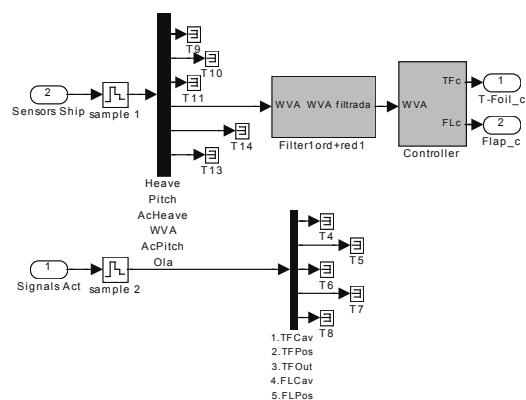 T9
T10
T11
2
Sensors Ship
sample 1
T14
T13
WVA WVA filtrada
Filter1ord+red1
TFc
WVA
FLc
Controller
1
T-Foil_c
2
Flap_c
Heave
Pitch
AcHeave
WVA
AcPitch
Ola
1
Signals Act
sample 2
T4
T5
T6
T7
T8
1.TFCav
2.TFPos
3.TFOut
4.FLCav
5.FLPos